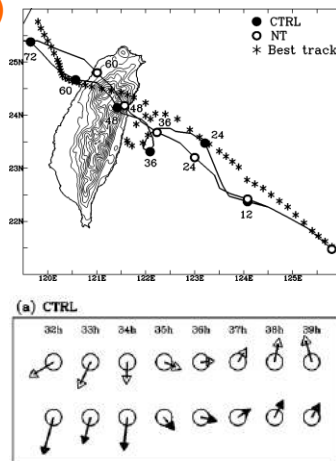 CTRL
NT
Best track
25N
24N
23N
22N
72
60
60
48
48
36
36
24
24
12
120E 121E 122E 123E 124E 125E
(a) CTRL
32h 33h 34h 35h 36h 37h 38h 39h